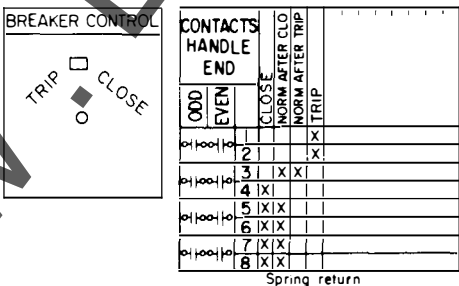 BREAKER CONTROL
TRIP CLOSE
CONTACTS
HANDLE
END
ODD EVEN CLOSE NORM AFTER CLO NORM AFTER TRIP TRIP
1 X
2 X
3 X X
4 X
5 X X
6 X X
7 X X
8 X X
Spring return